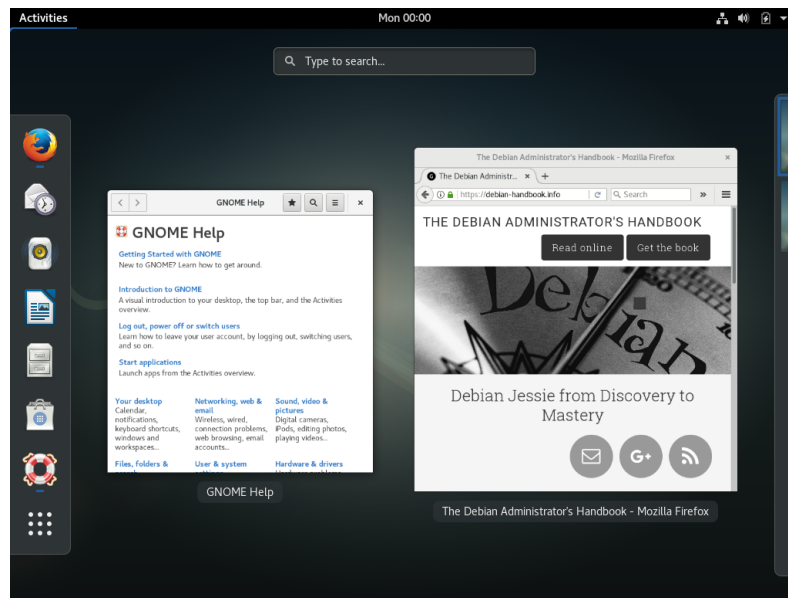 Activities
Mon 00:00
Type to search...
GNOME Help
GNOME Help
Getting Started with GNOME
New to GNOME? Learn how to get around.
Introduction to GNOME
A visual introduction to your desktop, the top bar, and the Activities
overview.
Log out, power off or switch users
Learn how to leave your user account, by logging out, switching users,
and so on.
Start applications
Launch apps from the Activities overview.
Your desktop
Calendar,
notifications,
keyboard shortcuts,
windows and
workspaces...
Networking, web &
email
Wireless, wired,
connection problems,
web browsing, email
accounts...
Sound, video &
pictures
Digital cameras,
iPods, editing photos,
playing videos...
Files, folders &
User & system
Hardware & drivers
GNOME Help
The Debian Administrator's Handbook - Mozilla Firefox
The Debian Administr...
https://debian-handbook.info
Search
THE DEBIAN ADMINISTRATOR'S HANDBOOK
Read online
Get the book
Debian
Debian Jessie from Discovery to
Mastery
G+
The Debian Administrator's Handbook - Mozilla Firefox